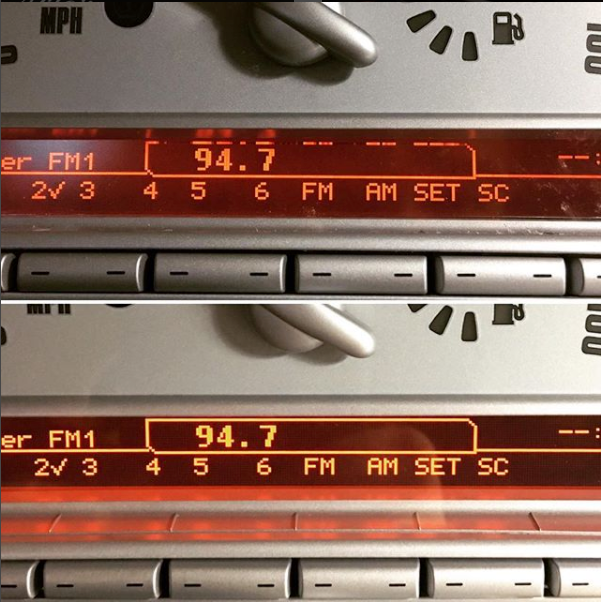 MPH
er FM1 94.7 --:
2✓ 3 4 5 6 FM AM SET SC
er FM1 94.7 --:
2✓ 3 4 5 6 FM AM SET SC